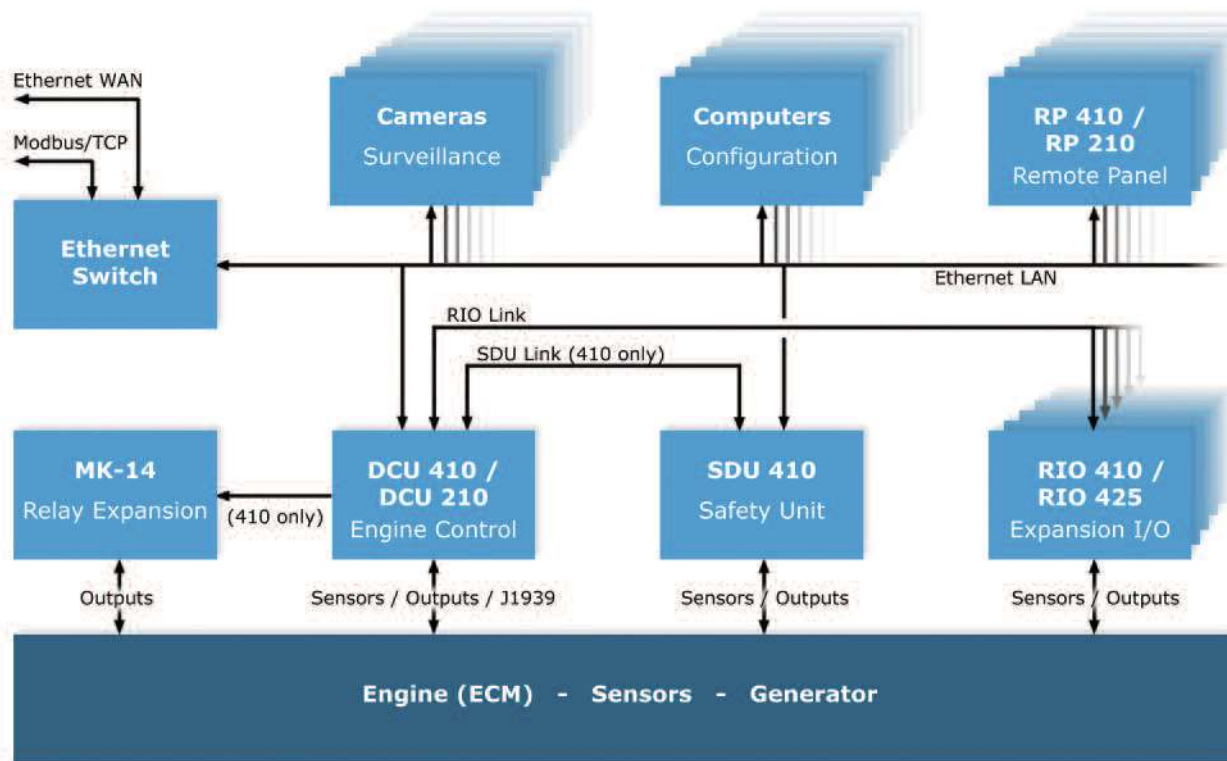 Ethernet WAN
Modbus/TCP
Ethernet
Switch
Cameras
Surveillance
Computers
Configuration
RP 410 /
RP 210
Remote Panel
Ethernet LAN
RIO Link
SDU Link (410 only)
MK-14
Relay Expansion
(410 only)
DCU 410 /
DCU 210
Engine Control
SDU 410
Safety Unit
RIO 410 /
RIO 425
Expansion I/O
Outputs
Sensors / Outputs / J1939
Sensors / Outputs
Sensors / Outputs
Engine (ECM) - Sensors - Generator